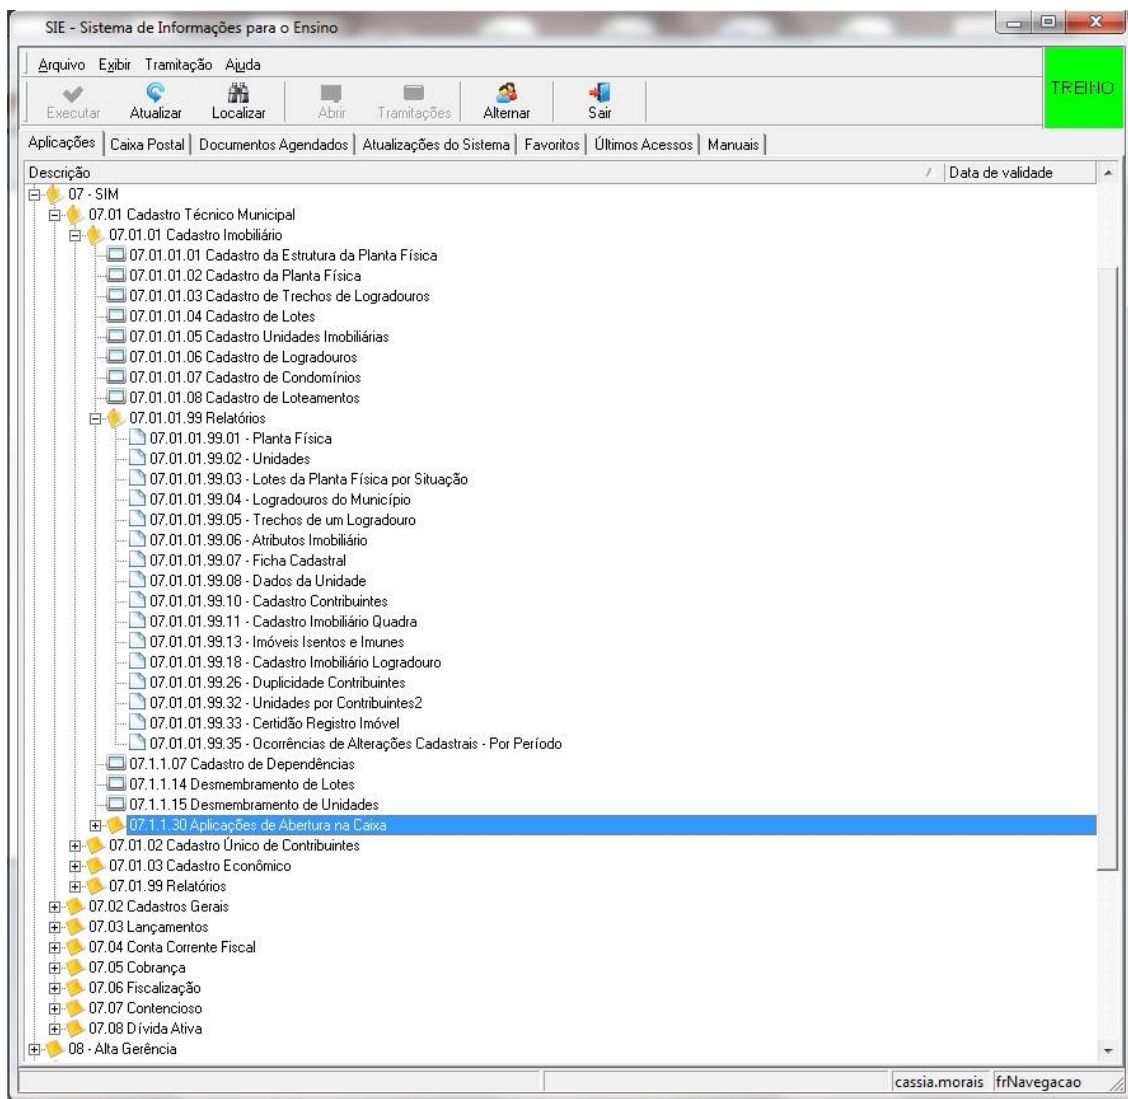 SIE - Sistema de Informações para o Ensino
Arquivo Exibir Tramitação Ajuda
TREINO
Executar Atualizar Localizar Abrir Tramitações Alternar Sair
Aplicações Caixa Postal Documentos Agendados Atualizações do Sistema Favoritos Últimos Acessos Manuais
Descrição Data de validade
07 - SIM
07.01 Cadastro Técnico Municipal
07.01.01 Cadastro Imobiliário
07.01.01.01 Cadastro da Estrutura da Planta Física
07.01.01.02 Cadastro da Planta Física
07.01.01.03 Cadastro de Trechos de Logradouros
07.01.01.04 Cadastro de Lotes
07.01.01.05 Cadastro Unidades Imobiliárias
07.01.01.06 Cadastro de Logradouros
07.01.01.07 Cadastro de Condomínios
07.01.01.08 Cadastro de Loteamentos
07.01.01.99 Relatórios
07.01.01.99.01 - Planta Física
07.01.01.99.02 - Unidades
07.01.01.99.03 - Lotes da Planta Física por Situação
07.01.01.99.04 - Logradouros do Município
07.01.01.99.05 - Trechos de um Logradouro
07.01.01.99.06 - Atributos Imobiliário
07.01.01.99.07 - Ficha Cadastral
07.01.01.99.08 - Dados da Unidade
07.01.01.99.10 - Cadastro Contribuintes
07.01.01.99.11 - Cadastro Imobiliário Quadra
07.01.01.99.13 - Imóveis Isentos e Imunes
07.01.01.99.18 - Cadastro Imobiliário Logradouro
07.01.01.99.26 - Duplicidade Contribuintes
07.01.01.99.32 - Unidades por Contribuintes2
07.01.01.99.33 - Certidão Registro Imóvel
07.01.01.99.35 - Ocorrências de Alterações Cadastrais - Por Período
07.1.1.07 Cadastro de Dependências
07.1.1.14 Desmembramento de Lotes
07.1.1.15 Desmembramento de Unidades
07.1.1.30 Aplicações de Abertura na Caixa
07.01.02 Cadastro Único de Contribuintes
07.01.03 Cadastro Econômico
07.01.99 Relatórios
07.02 Cadastros Gerais
07.03 Lançamentos
07.04 Conta Corrente Fiscal
07.05 Cobrança
07.06 Fiscalização
07.07 Contencioso
07.08 Dívida Ativa
08 - Alta Gerência
cassia.morais frNavegacao